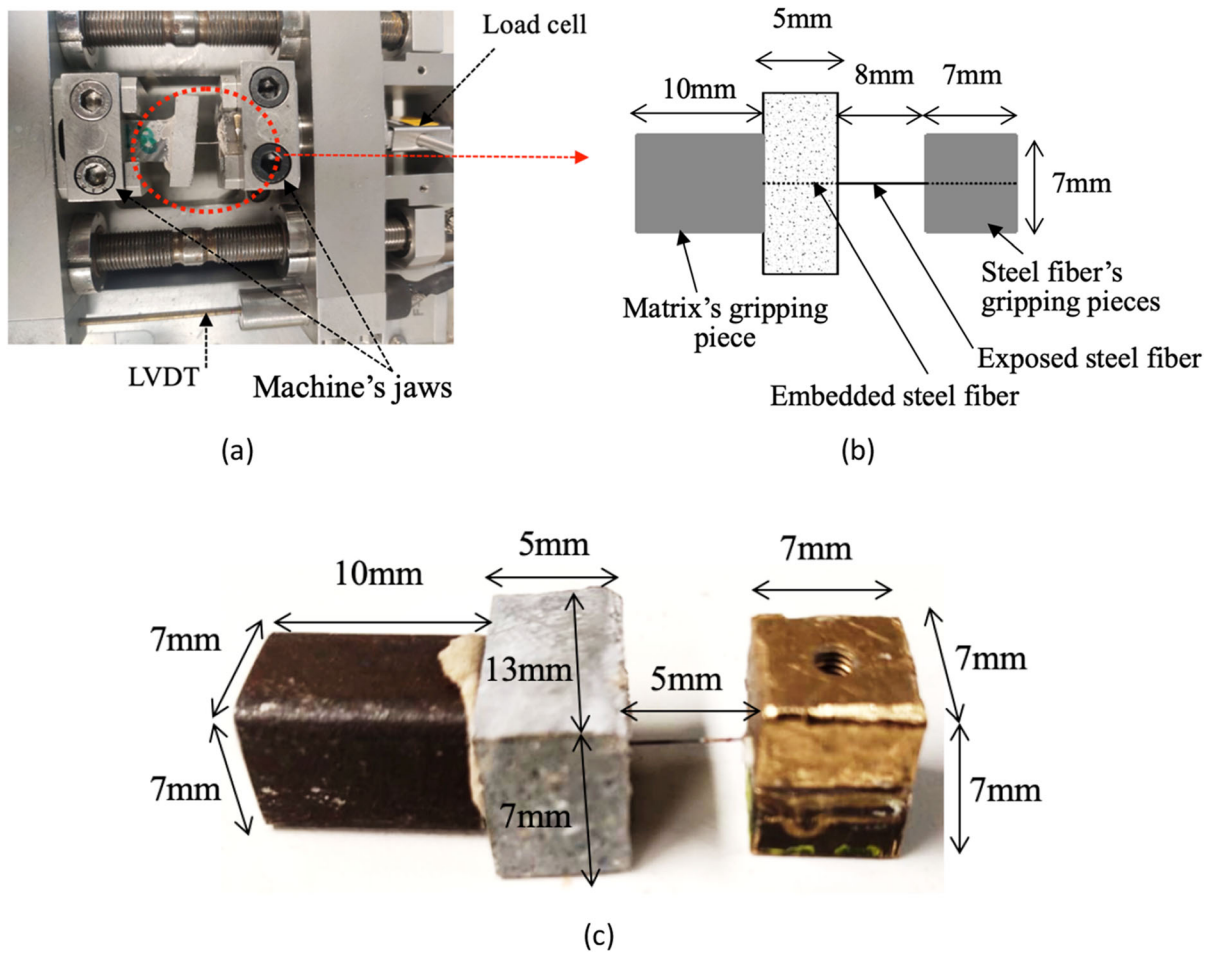 Load cell
LVDT
Machine's jaws
(a)
5mm
10mm
8mm
7mm
7mm
Matrix's gripping
piece
Steel fiber's
gripping pieces
Exposed steel fiber
Embedded steel fiber
(b)
5mm
7mm
10mm
7mm
13mm
5mm
7mm
7mm
7mm
7mm
(c)